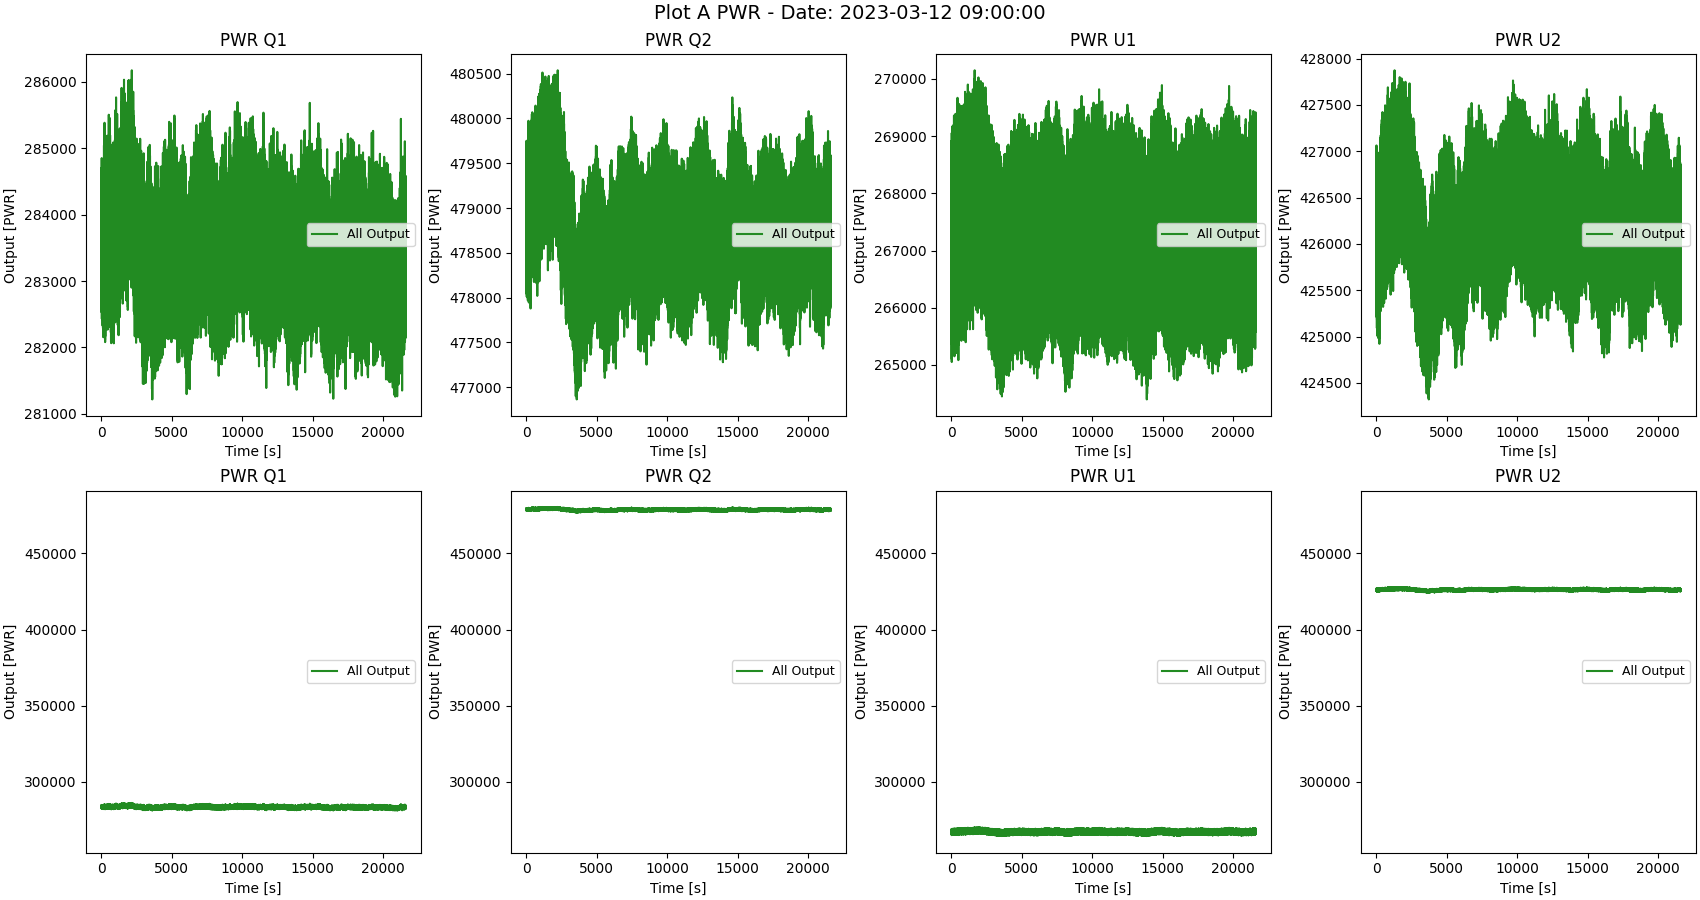 Plot A PWR - Date: 2023-03-12 09:00:00
PWR Q1
PWR Q2
PWR U1
PWR U2
Output [PWR]
286000
285000
284000
283000
282000
281000
All Output
0 5000 10000 15000 20000
Time [s]
Output [PWR]
480500
480000
479500
479000
478500
478000
477500
477000
All Output
0 5000 10000 15000 20000
Time [s]
Output [PWR]
270000
269000
268000
267000
266000
265000
All Output
0 5000 10000 15000 20000
Time [s]
Output [PWR]
428000
427500
427000
426500
426000
425500
425000
424500
All Output
0 5000 10000 15000 20000
Time [s]
PWR Q1
PWR Q2
PWR U1
PWR U2
Output [PWR]
450000
400000
350000
300000
All Output
0 5000 10000 15000 20000
Time [s]
Output [PWR]
450000
400000
350000
300000
All Output
0 5000 10000 15000 20000
Time [s]
Output [PWR]
450000
400000
350000
300000
All Output
0 5000 10000 15000 20000
Time [s]
Output [PWR]
450000
400000
350000
300000
All Output
0 5000 10000 15000 20000
Time [s]